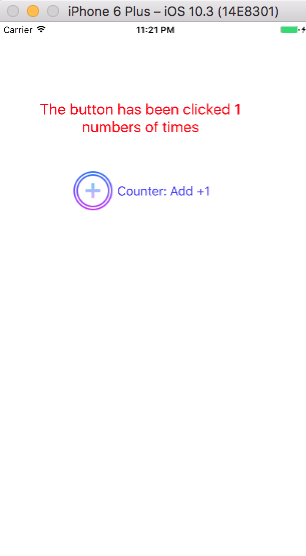 iPhone 6 Plus – iOS 10.3 (14E8301)
Carrier 11:21 PM
The button has been clicked 1
numbers of times
Counter: Add +1